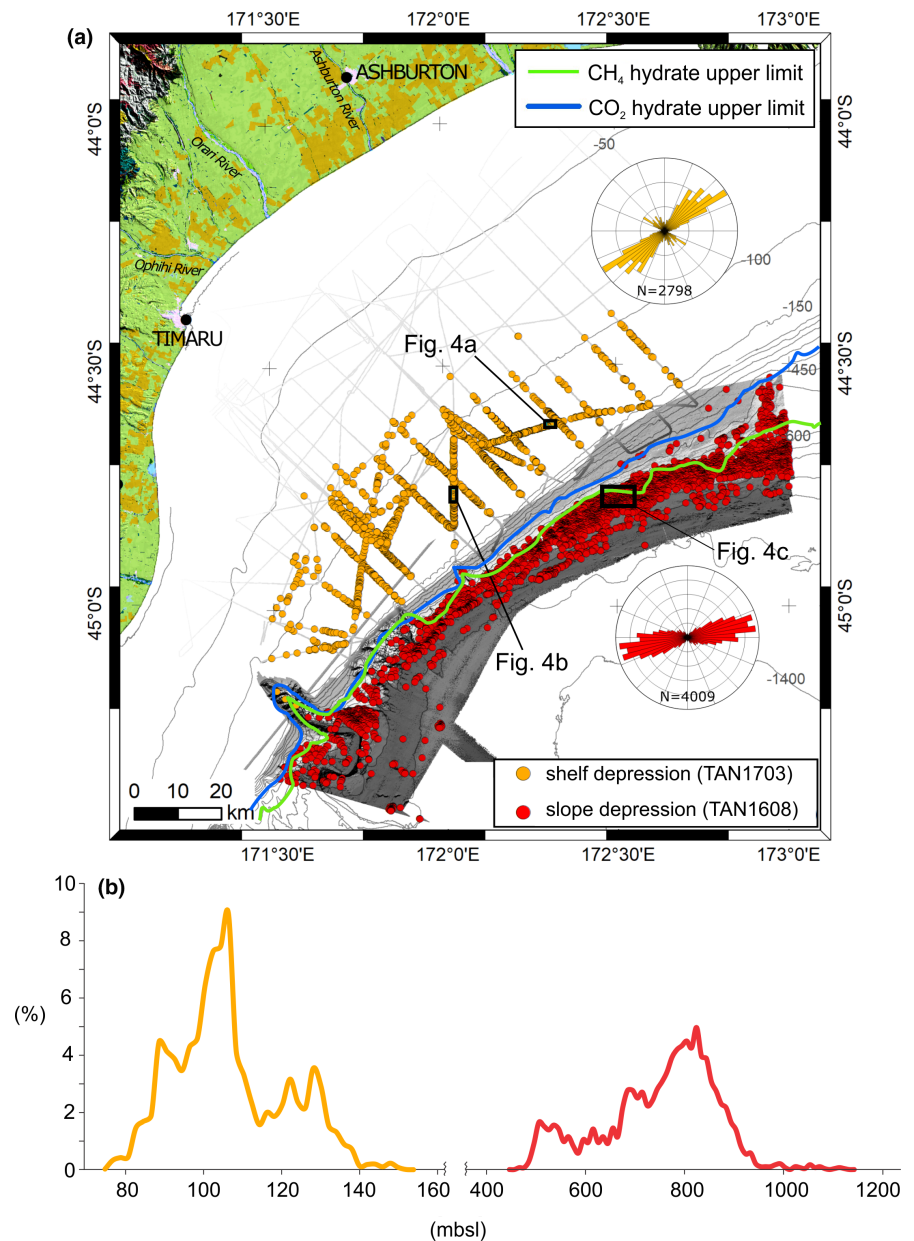 171°30'E 172°0'E 172°30'E 173°0'E
(a)
CH₄ hydrate upper limit
CO₂ hydrate upper limit
ASHBURTON
Ashburton River
Orari River
Ophihi River
TIMARU
44°0'S
44°0'S
-50
-100
-150
-450
-600
-1400
N=2798
Fig. 4a
44°30'S
44°30'S
Fig. 4c
45°0'S
45°0'S
Fig. 4b
N=4009
0 10 20
km
shelf depression (TAN1703)
slope depression (TAN1608)
171°30'E 172°0'E 172°30'E 173°0'E
(b)
10
8
6
4
2
0
(%)
80 100 120 140 160 400 600 800 1000 1200
(mbsl)